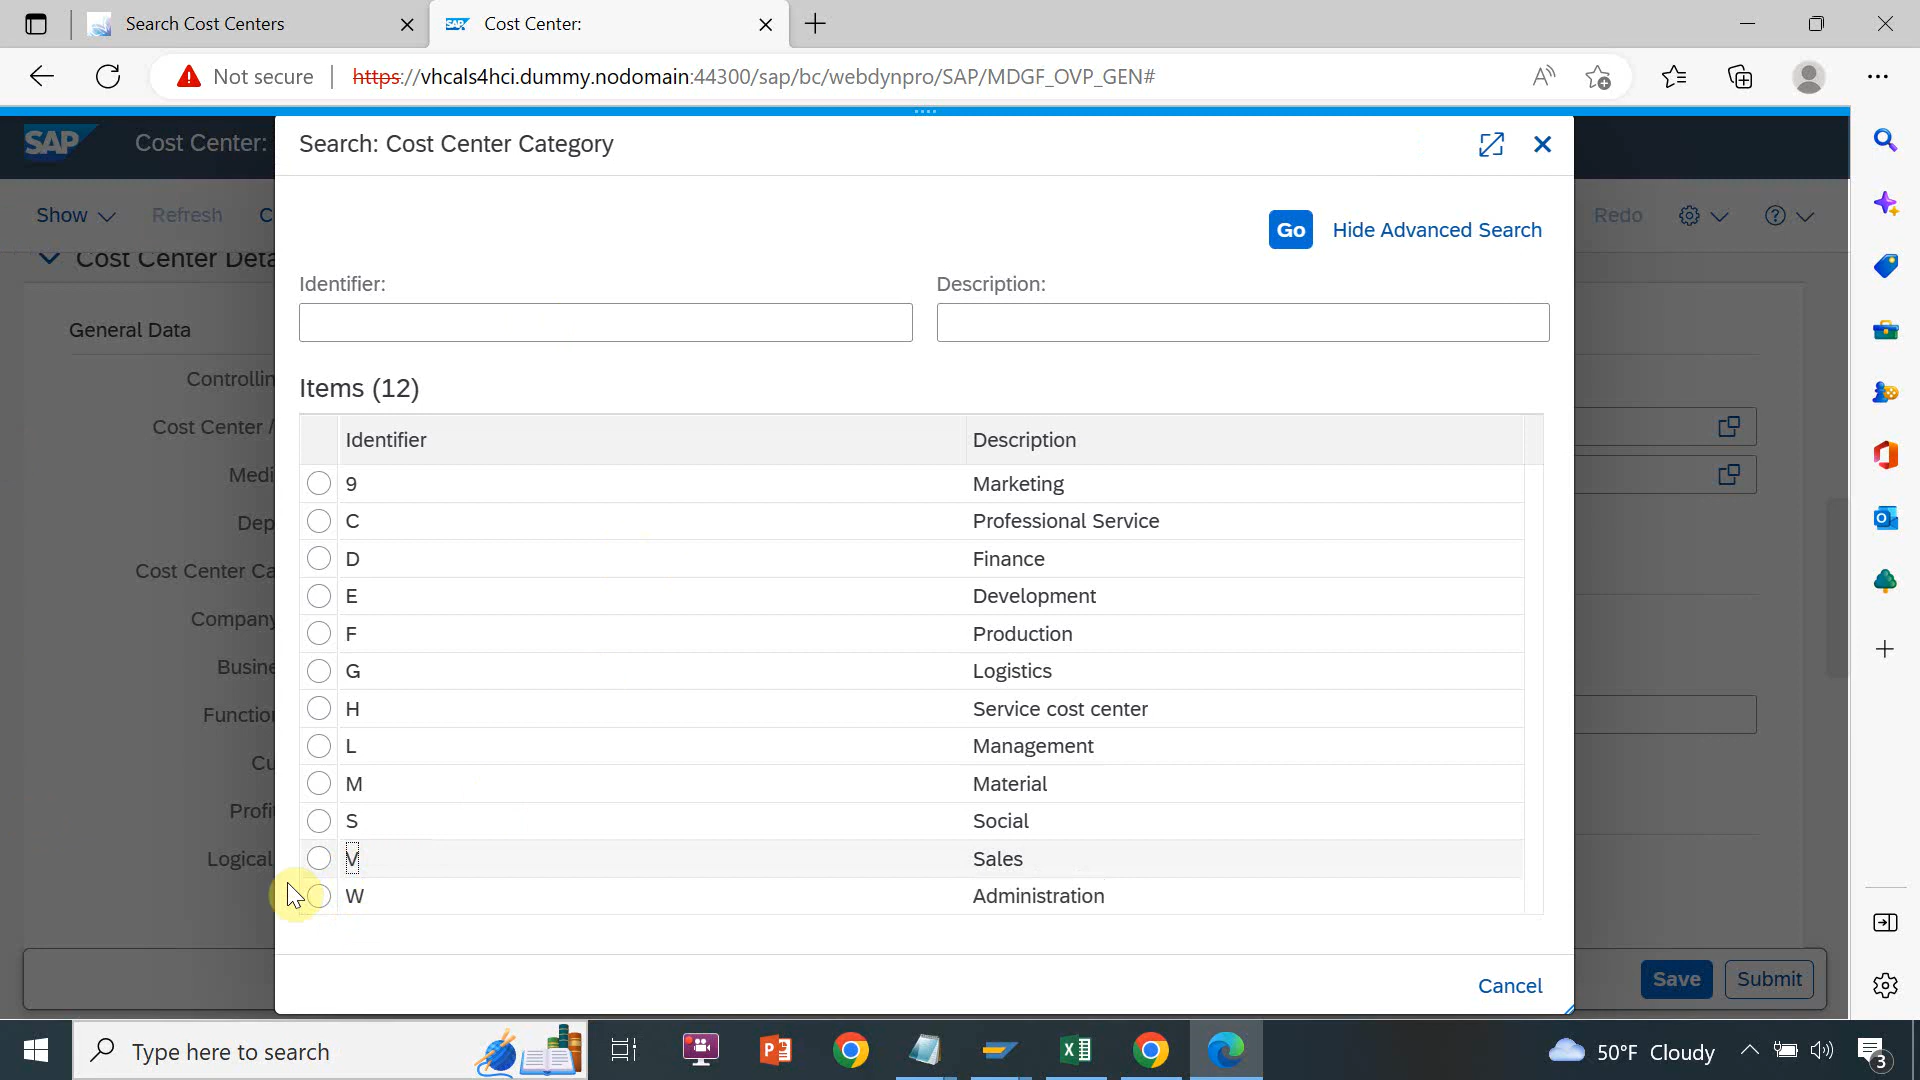 Search Cost Centers
SAP Cost Center:
Not secure https://vhcals4hci.dummy.nodomain:44300/sap/bc/webdynpro/SAP/MDGF_OVP_GEN#
SAP Cost Center:
Search: Cost Center Category
Show Refresh C
Redo
Go Hide Advanced Search
Cost Center Deta
Identifier: Description:
General Data
Items (12)
Controllin
Cost Center /
Medi
Dep
Cost Center Ca
Company
Busine
Function
Cu
Profi
Logical
Identifier Description
9 Marketing
C Professional Service
D Finance
E Development
F Production
G Logistics
H Service cost center
L Management
M Material
S Social
V Sales
W Administration
Cancel
Save Submit
Type here to search
50°F Cloudy
3